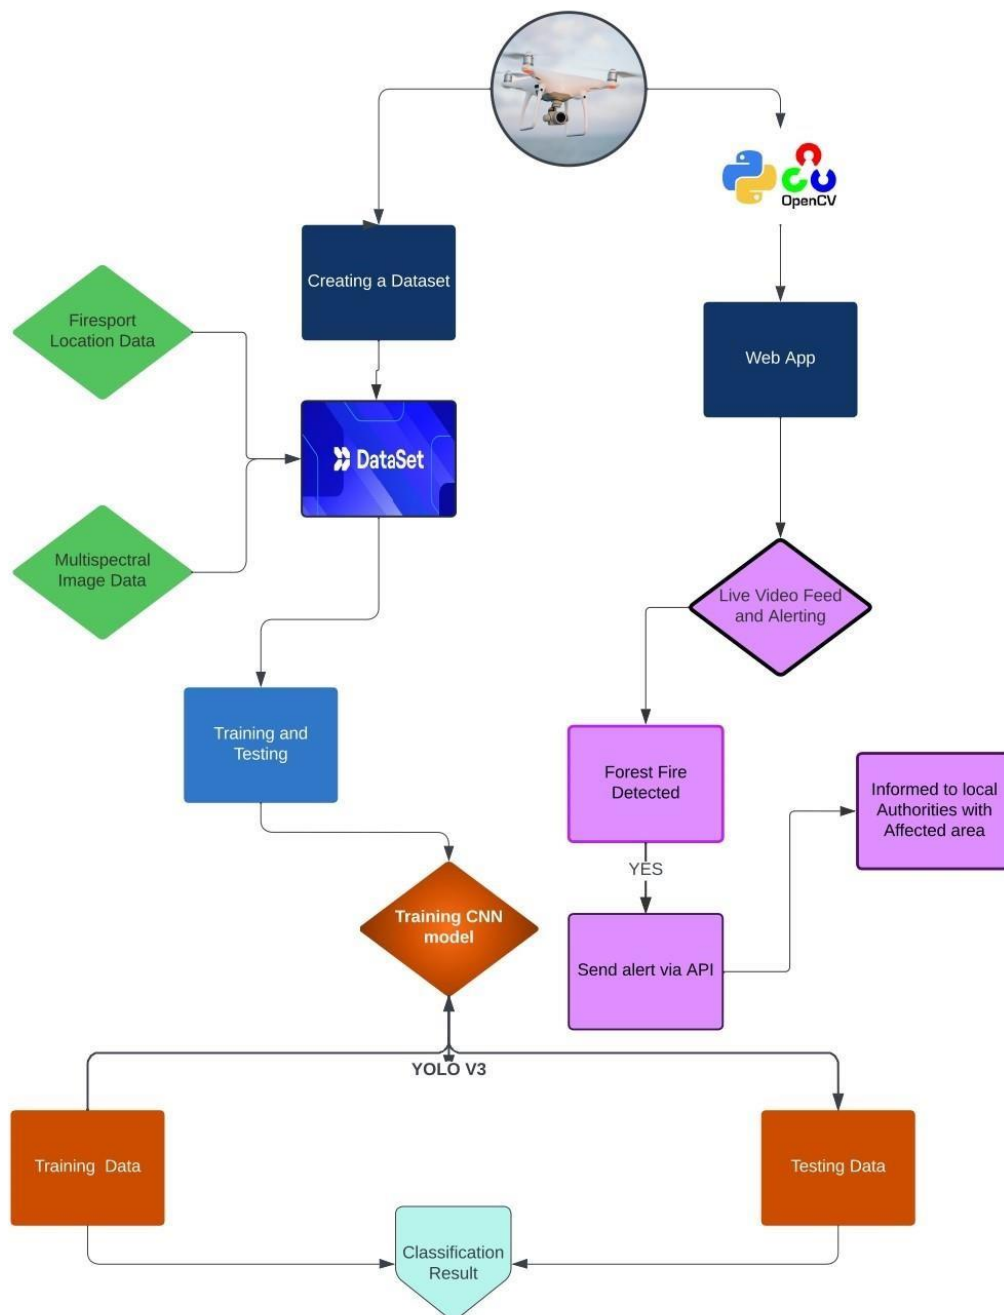 OpenCV
Creating a Dataset
Firesport
Location Data
Web App
DataSet
Multispectral
Image Data
Live Video Feed
and Alerting
Training and
Testing
Forest Fire
Detected
Informed to local
Authorities with
Affected area
YES
Training CNN
model
Send alert via API
YOLO V3
Training Data
Testing Data
Classification
Result